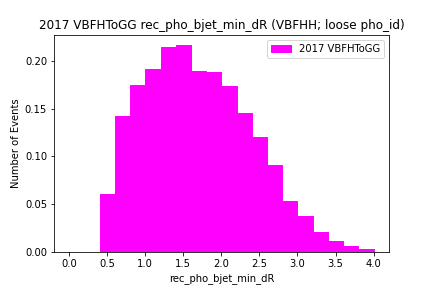 2017 VBFHToGG rec_pho_bjet_min_dR (VBFHH; loose pho_id)
2017 VBFHToGG
Number of Events
0.20
0.15
0.10
0.05
0.00
0.0 0.5 1.0 1.5 2.0 2.5 3.0 3.5 4.0
rec_pho_bjet_min_dR